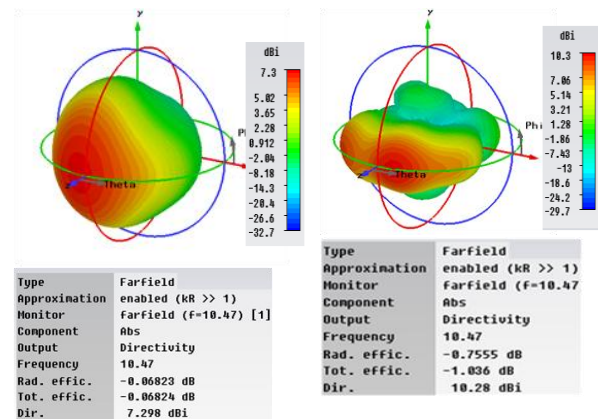 y
dBi
7.3
5.02
3.65
2.28
0.912
-2.04
-8.18
-14.3
-20.4
-26.6
-32.7
z
Theta
Type Farfield
Approximation enabled (kR >> 1)
Monitor farfield (f=10.47) [1]
Component Abs
Output Directivity
Frequency 10.47
Rad. effic. -0.06823 dB
Tot. effic. -0.06824 dB
Dir. 7.298 dBi
y
dBi
10.3
7.06
5.14
3.21
1.28
-1.86
-7.43
-13
-18.6
-24.2
-29.7
Phi
z
Theta
Type Farfield
Approximation enabled (kR >> 1)
Monitor farfield (f=10.47
Component Abs
Output Directivity
Frequency 10.47
Rad. effic. -0.7555 dB
Tot. effic. -1.036 dB
Dir. 10.28 dBi